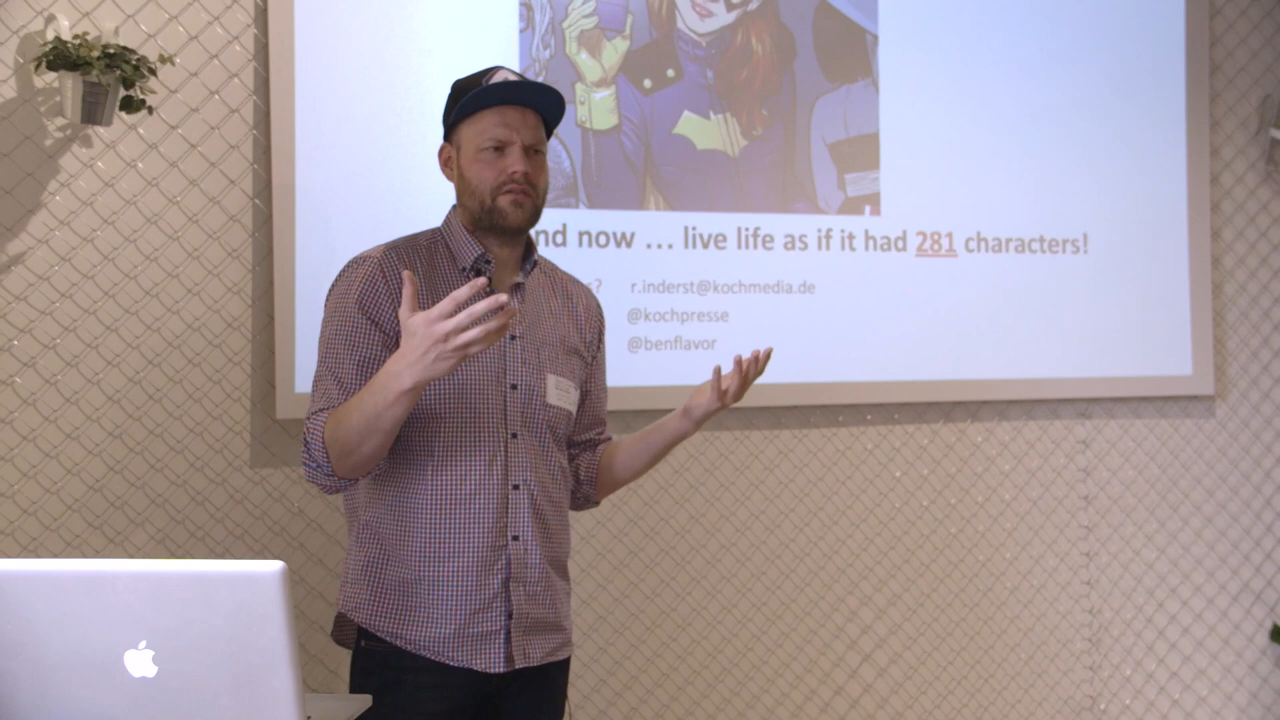 nd now … live life as if it had 281 characters!
s? r.inderst@kochmedia.de
@kochpresse
@benflavor